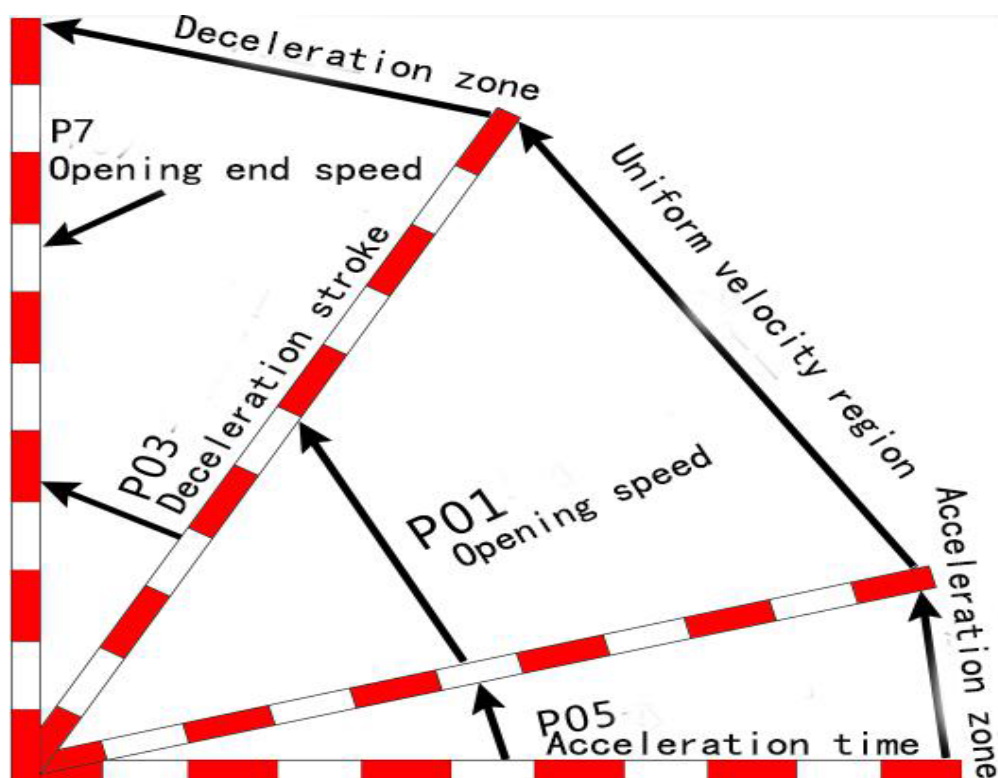 Deceleration zone
P7
Opening end speed
Uniform velocity region
P03
Deceleration stroke
P01
Opening speed
Acceleration zone
P05
Acceleration time